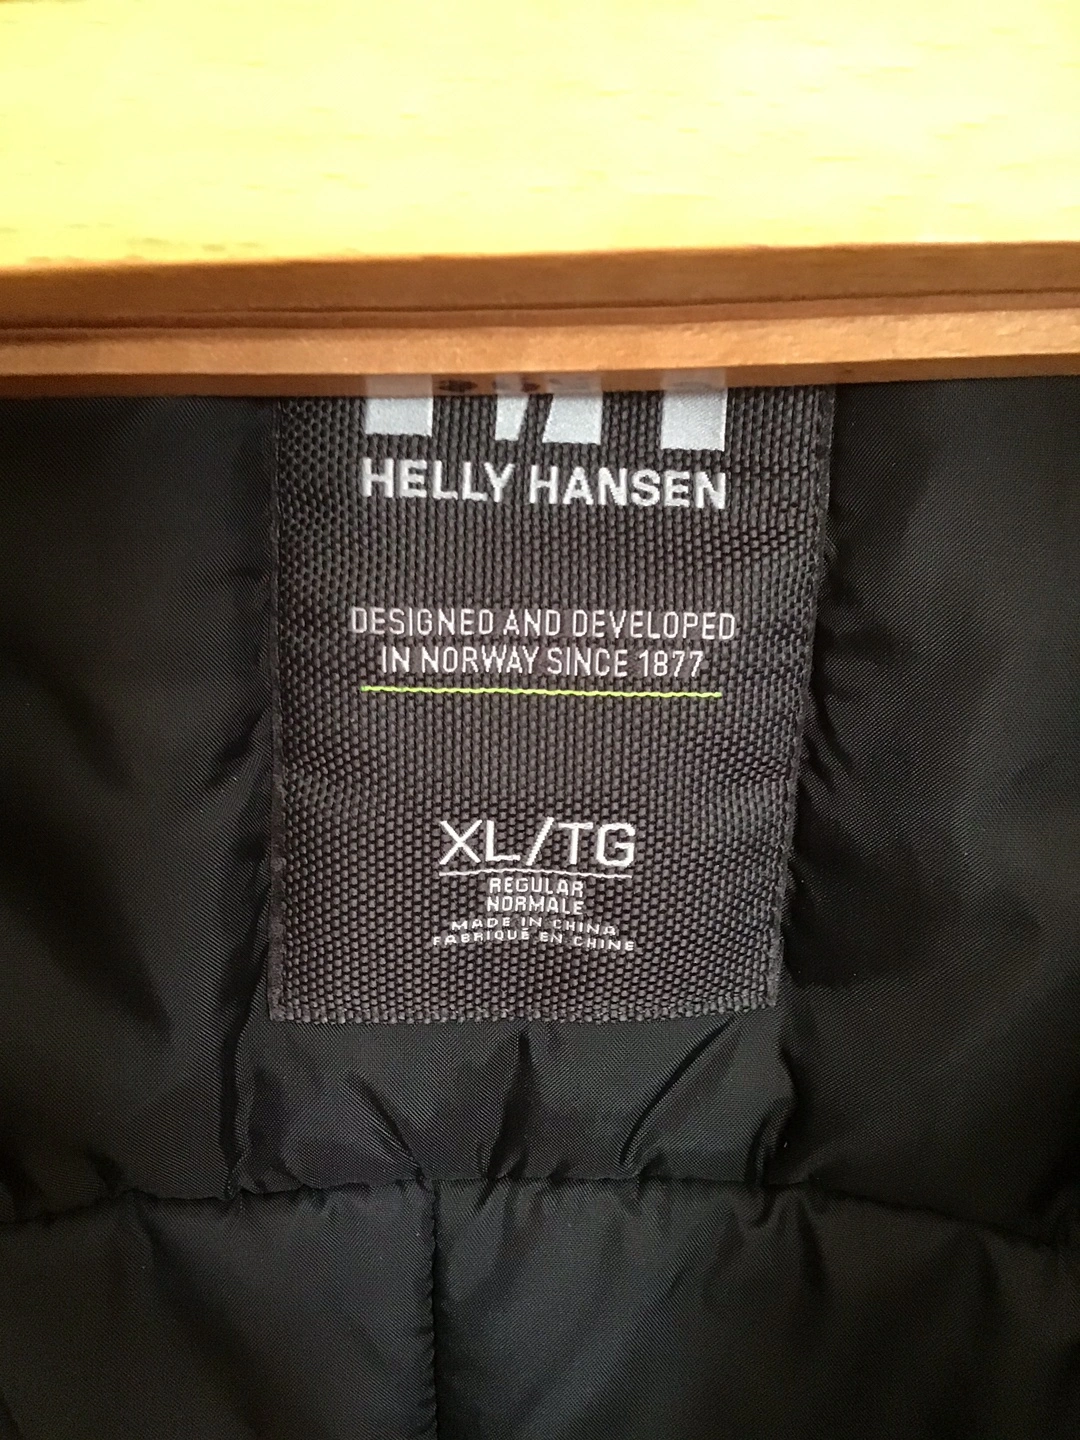 HELLY HANSEN
DESIGNED AND DEVELOPED
IN NORWAY SINCE 1877
XL/TG
REGULAR
NORMALE
MADE IN CHINA
FABRIQUÉ EN CHINE